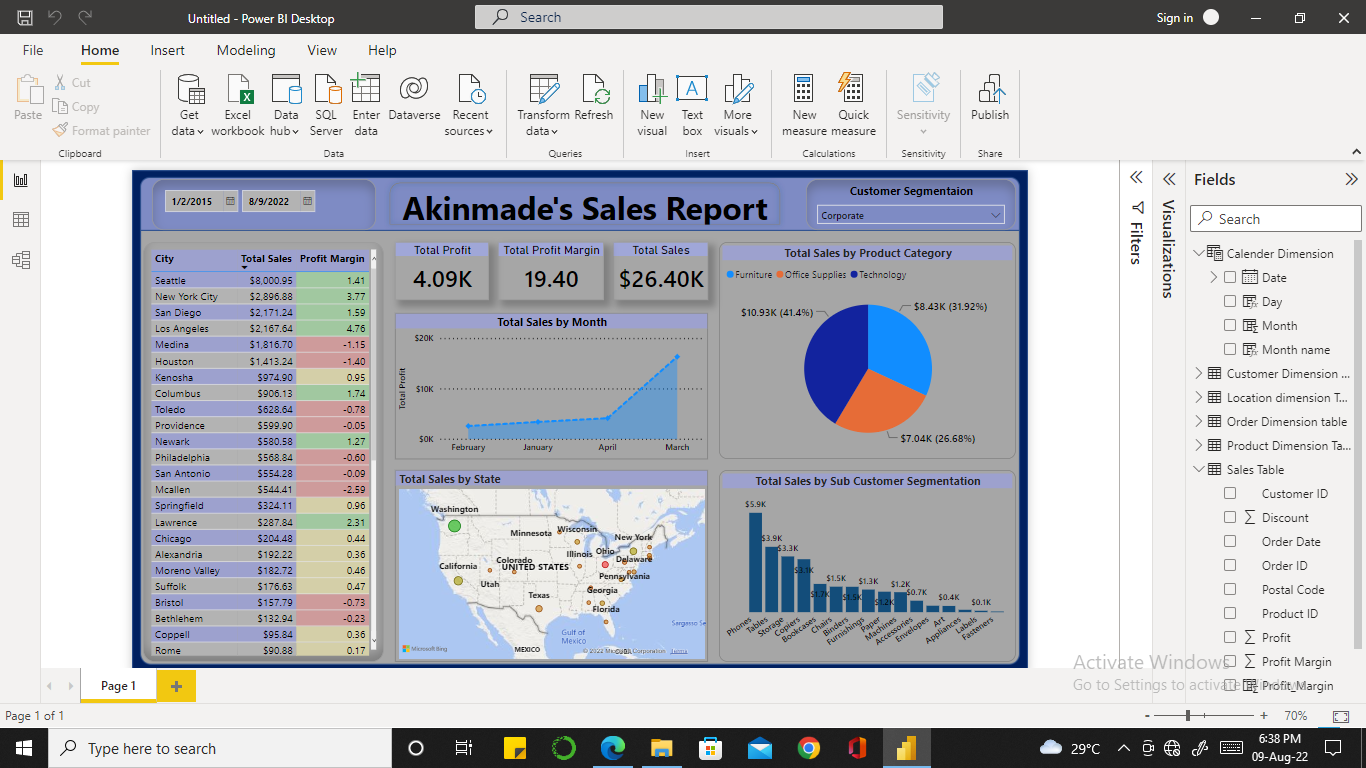 Untitled - Power BI Desktop
Search
Sign in
File Home Insert Modeling View Help
Paste
Cut
Copy
Format painter
Clipboard
Get data
Excel workbook
Data hub
SQL Server
Enter data
Dataverse
Recent sources
Data
Transform data
Refresh
Queries
New visual
Text box
More visuals
Insert
New measure
Quick measure
Calculations
Sensitivity
Sensitivity
Publish
Share
1/2/2015 8/9/2022
Akinmade's Sales Report
Customer Segmentaion
Corporate
City Total Sales Profit Margin
Seattle $8,000.95 1.41
New York City $2,896.88 3.77
San Diego $2,171.24 1.59
Los Angeles $2,167.64 4.76
Medina $1,816.70 -1.15
Houston $1,413.24 -1.40
Kenosha $974.90 0.95
Columbus $906.13 1.74
Toledo $628.64 -0.78
Providence $599.90 -0.05
Newark $580.58 1.27
Philadelphia $568.84 -0.60
San Antonio $554.28 -0.09
Mcallen $544.41 -2.59
Springfield $324.11 0.96
Lawrence $287.84 2.31
Chicago $204.48 0.44
Alexandria $192.22 0.36
Moreno Valley $182.72 0.46
Suffolk $176.63 0.47
Bristol $157.79 -0.73
Bethlehem $132.94 -0.23
Coppell $95.84 0.36
Rome $90.88 0.17
Total Profit
4.09K
Total Profit Margin
19.40
Total Sales
$26.40K
Total Sales by Month
Total Profit
$20K
$10K
$0K
February January April March
Total Sales by State
Washington
Minnesota
Wisconsin
New York
Illinois
Ohio
Delaware
Colorado
UNITED STATES
California
Utah
Pennsylvania
Texas
Georgia
Florida
Gulf of
Mexico
Sargasso Se
MEXICO
CUBA
Microsoft Bing
© 2022 Microsoft Corporation Terms
Total Sales by Product Category
Furniture Office Supplies Technology
$10.93K (41.4%)
$8.43K (31.92%)
$7.04K (26.68%)
Total Sales by Sub Customer Segmentation
$5.9K
$3.9K
$3.3K
$3.1K
$1.7K
$1.5K
$1.5K
$1.3K
$1.2K
$1.2K
$0.7K
$0.4K
$0.1K
Phones
Tables
Storage
Copiers
Bookcases
Chairs
Binders
Furnishings
Paper
Machines
Accessories
Envelopes
Art
Appliances
Labels
Fasteners
Filters
Visualizations
Fields
Search
Calender Dimension
Date
Day
Month
Month name
Customer Dimension ...
Location dimension T...
Order Dimension table
Product Dimension Ta...
Sales Table
Customer ID
Discount
Order Date
Order ID
Postal Code
Product ID
Profit
Profit Margin
Profit_Margin
Activate Windows
Go to Settings to activate Windows.
Page 1
Page 1 of 1
- + 70%
Type here to search
29°C
6:38 PM
09-Aug-22